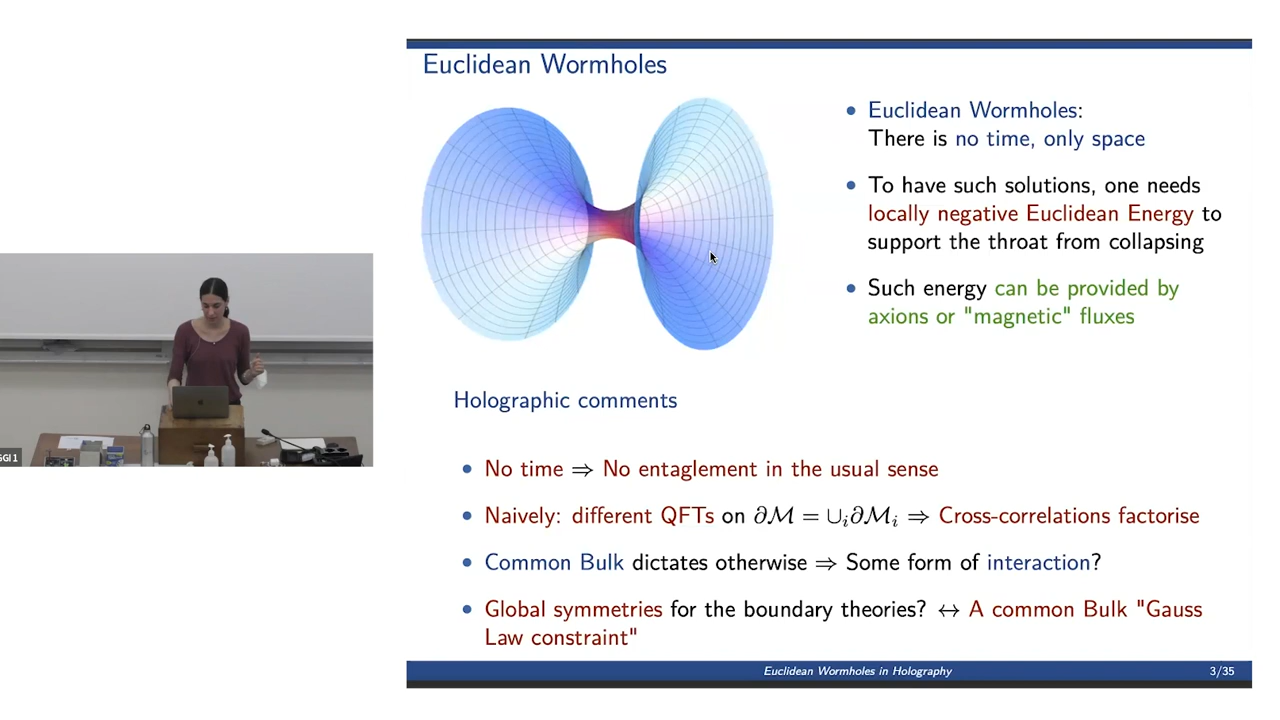 Euclidean Wormholes
• Euclidean Wormholes:
There is no time, only space
• To have such solutions, one needs
locally negative Euclidean Energy to
support the throat from collapsing
• Such energy can be provided by
axions or "magnetic" fluxes
Holographic comments
• No time ⇒ No entaglement in the usual sense
• Naively: different QFTs on ∂ℳ = ∪ᵢ∂ℳᵢ ⇒ Cross-correlations factorise
• Common Bulk dictates otherwise ⇒ Some form of interaction?
• Global symmetries for the boundary theories? ↔ A common Bulk "Gauss
Law constraint"
Euclidean Wormholes in Holography 3/35
GGI 1